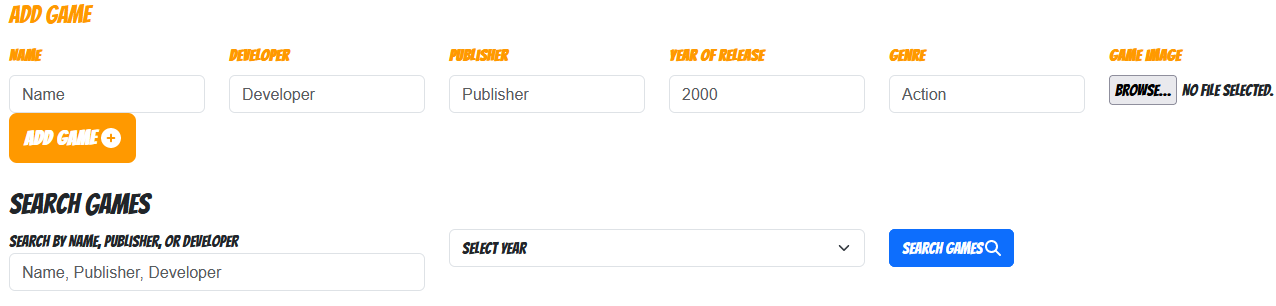 ADD GAME
NAME DEVELOPER PUBLISHER YEAR OF RELEASE GENRE GAME IMAGE
Name Developer Publisher 2000 Action BROWSE... NO FILE SELECTED.
ADD GAME
SEARCH GAMES
SEARCH BY NAME, PUBLISHER, OR DEVELOPER
SELECT YEAR SEARCH GAMES
Name, Publisher, Developer